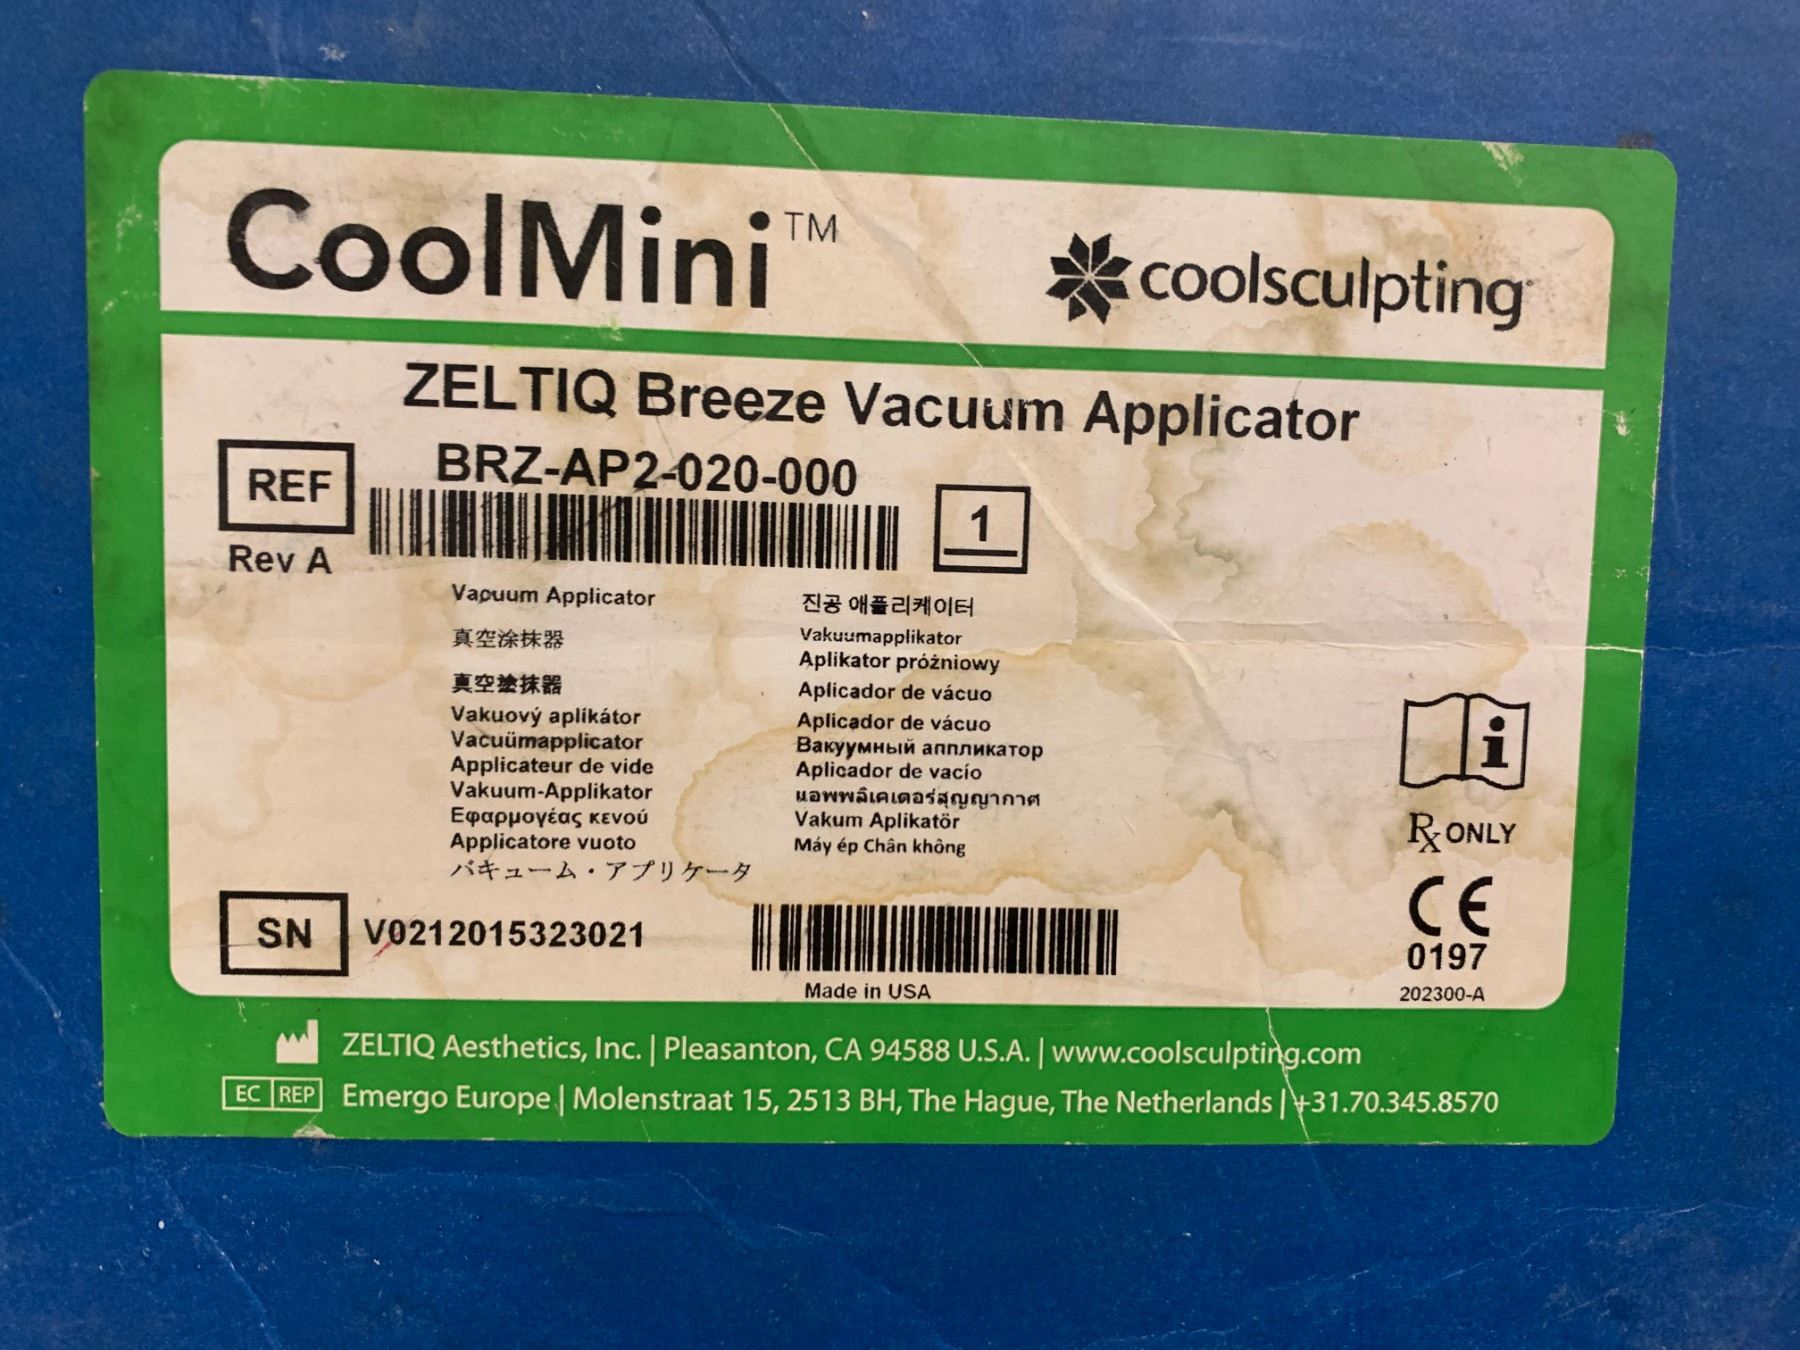 CoolMini™
coolsculpting®
ZELTIQ Breeze Vacuum Applicator
REF
BRZ-AP2-020-000
1
Rev A
Vacuum Applicator
真空涂抹器
真空塗抹器
Vakuový aplikátor
Vacuümapplicator
Applicateur de vide
Vakuum-Applikator
Εφαρμογέας κενού
Applicatore vuoto
バキューム・アプリケータ
진공 애플리케이터
Vakuumapplikator
Aplikator próżniowy
Aplicador de vácuo
Aplicador de vácuo
Вакуумный аппликатор
Aplicador de vacío
แอพพลิเคเตอร์สุญญากาศ
Vakum Aplikatör
Máy ép Chân không
i
Rx ONLY
CE
0197
202300-A
SN
V0212015323021
Made in USA
ZELTIQ Aesthetics, Inc. | Pleasanton, CA 94588 U.S.A. | www.coolsculpting.com
EC REP Emergo Europe | Molenstraat 15, 2513 BH, The Hague, The Netherlands | +31.70.345.8570